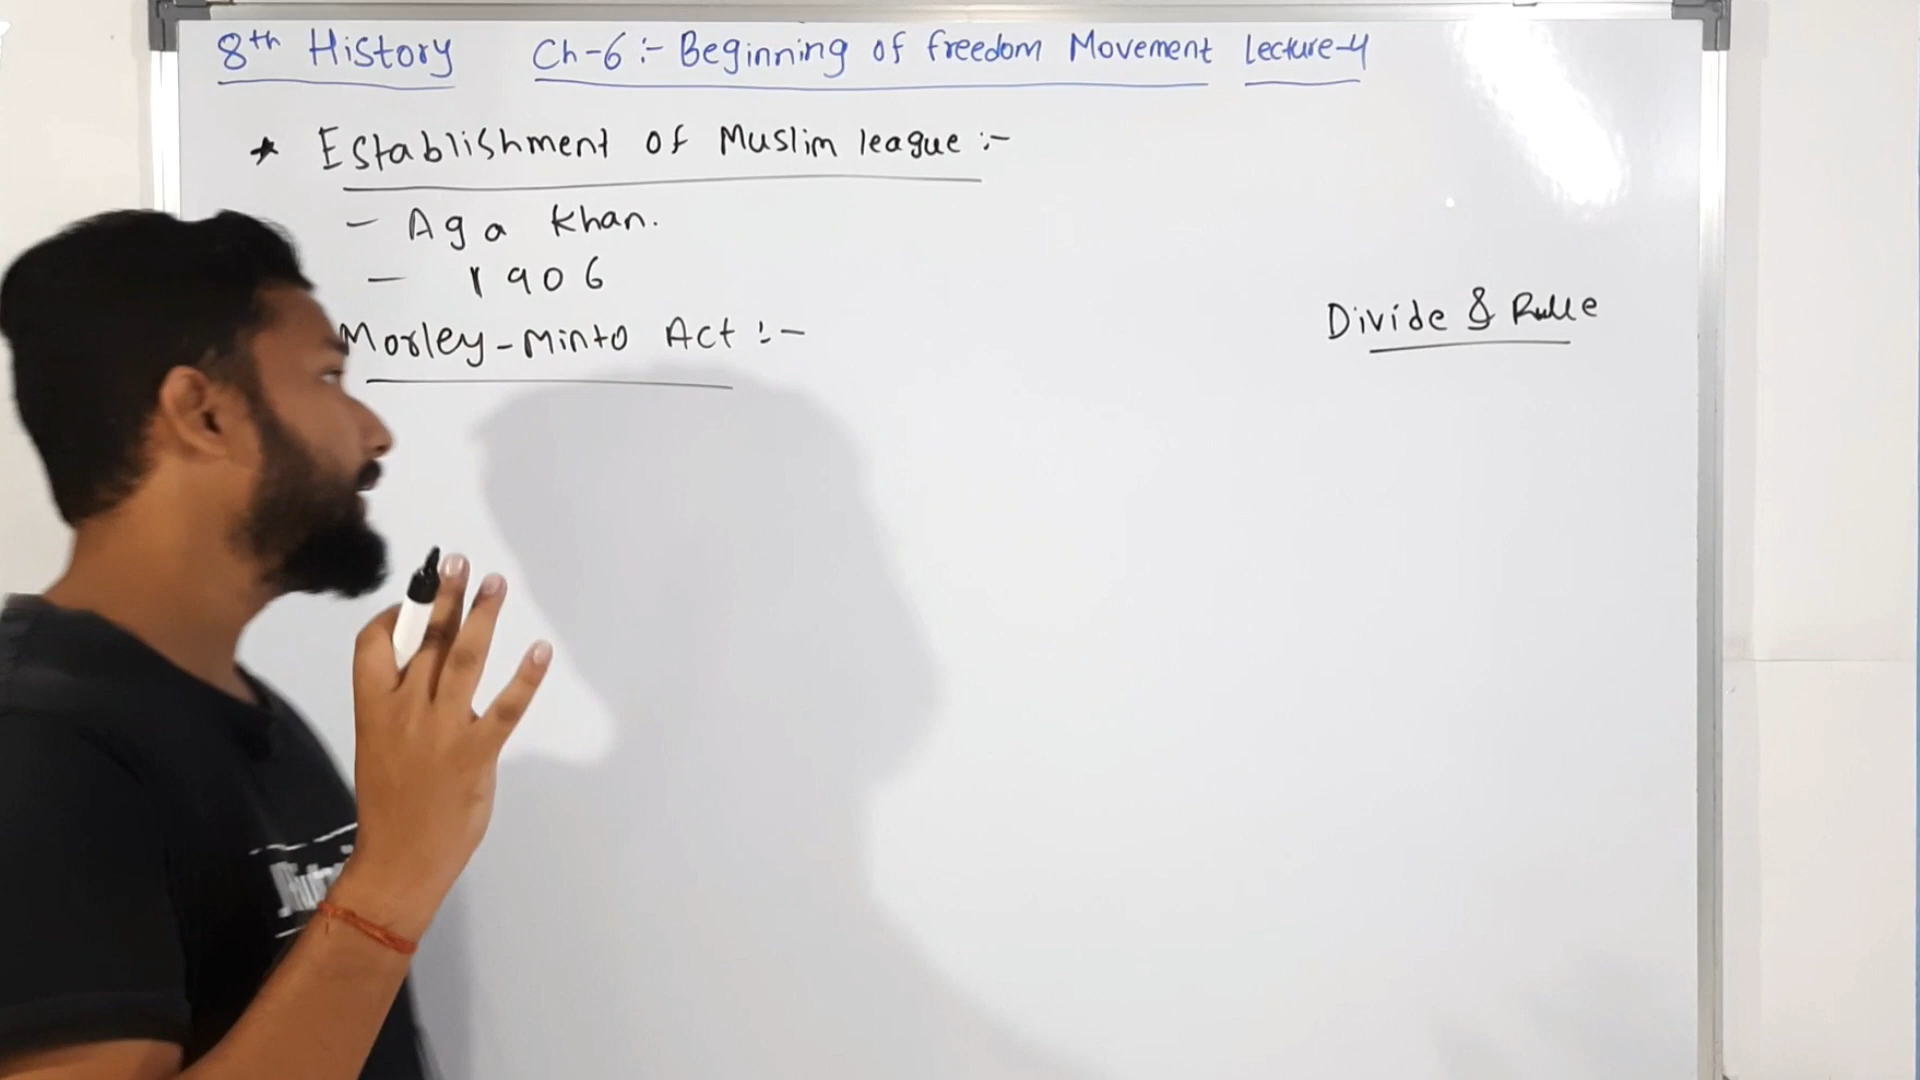 8th History Ch-6 :- Beginning of freedom Movement Lecture-4
* Establishment of Muslim league :-
- Aga Khan.
- 1906
Morley-Minto Act :-
Divide & Rule